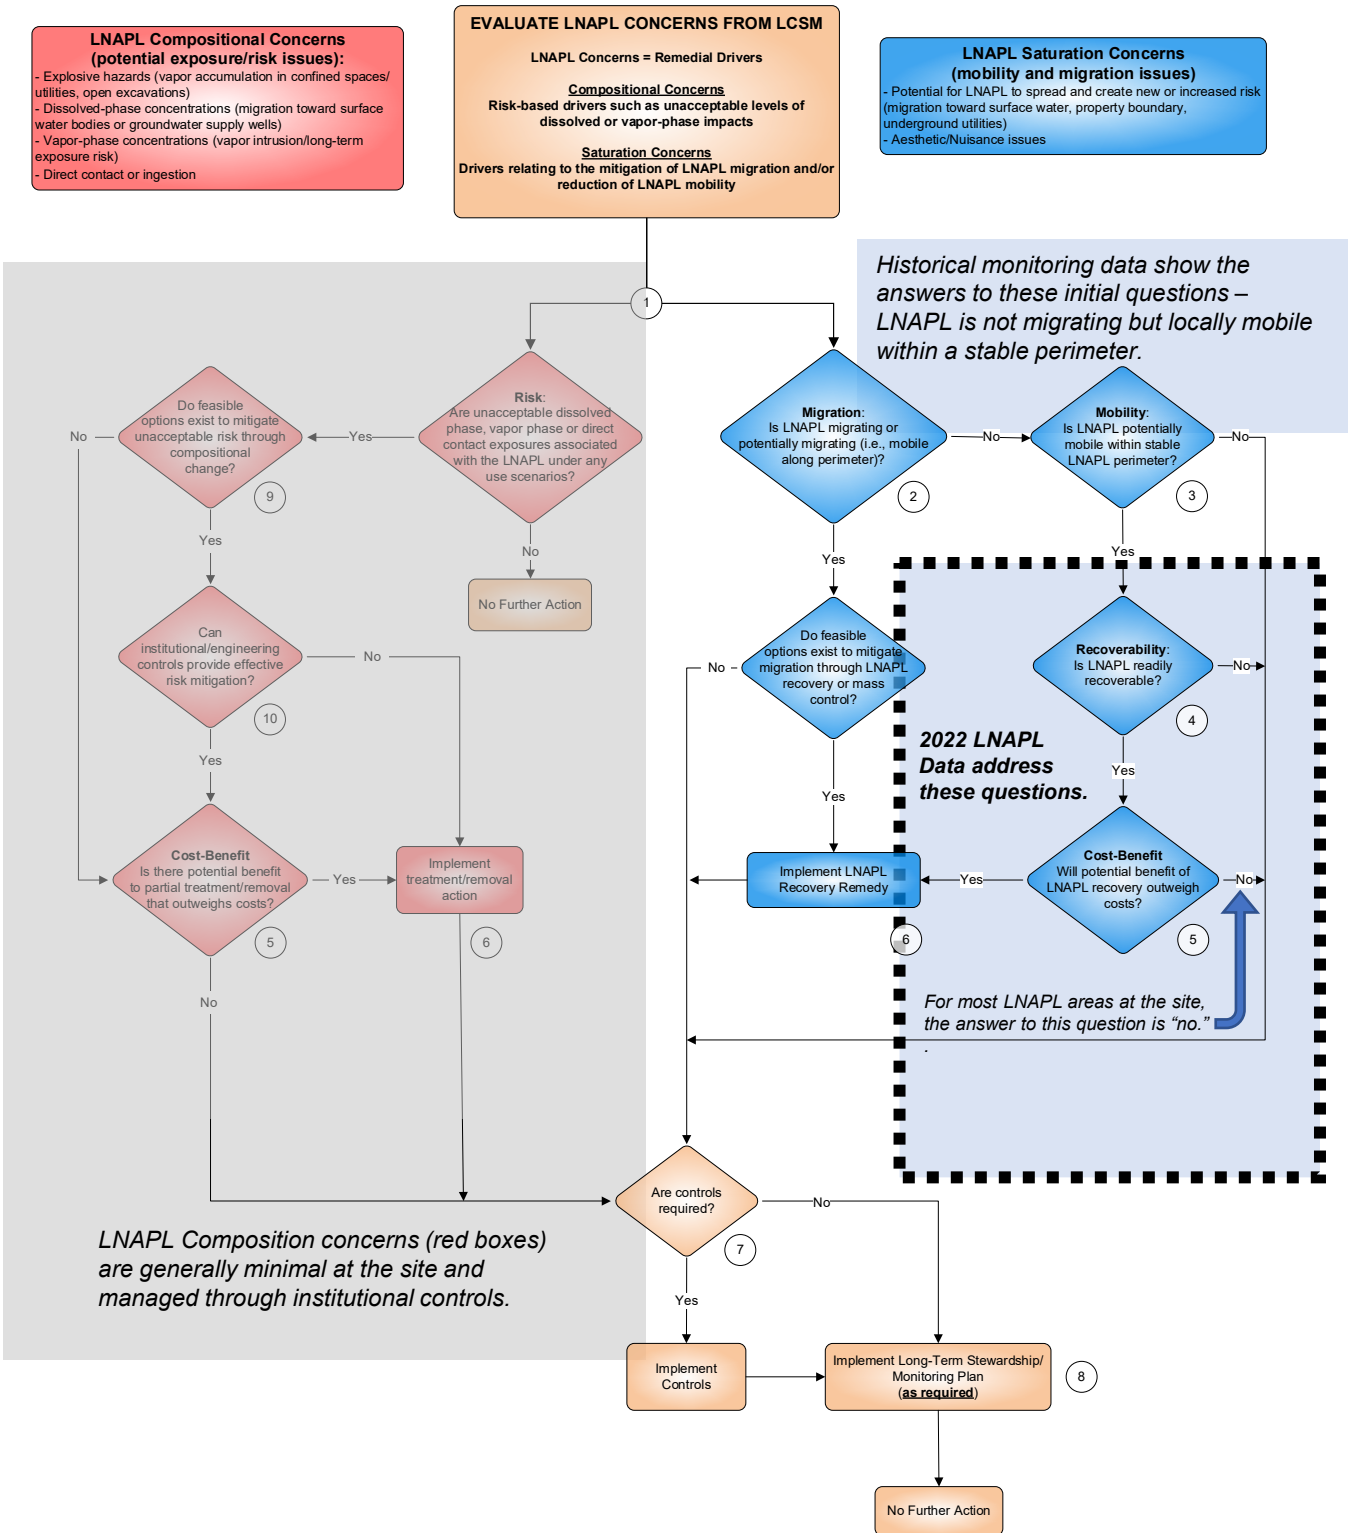 EVALUATE LNAPL CONCERNS FROM LCSM
LNAPL Concerns = Remedial Drivers
Compositional Concerns
Risk-based drivers such as unacceptable levels of
dissolved or vapor-phase impacts
Saturation Concerns
Drivers relating to the mitigation of LNAPL migration and/or
reduction of LNAPL mobility
LNAPL Compositional Concerns
(potential exposure/risk issues):
- Explosive hazards (vapor accumulation in confined spaces/
utilities, open excavations)
- Dissolved-phase concentrations (migration toward surface
water bodies or groundwater supply wells)
- Vapor-phase concentrations (vapor intrusion/long-term
exposure risk)
- Direct contact or ingestion
LNAPL Saturation Concerns
(mobility and migration issues)
- Potential for LNAPL to spread and create new or increased risk
(migration toward surface water, property boundary,
underground utilities)
- Aesthetic/Nuisance issues
Historical monitoring data show the
answers to these initial questions –
LNAPL is not migrating but locally mobile
within a stable perimeter.
1
Do feasible
options exist to mitigate
unacceptable risk through
compositional
change?
9
No
Yes
Risk:
Are unacceptable dissolved
phase, vapor phase or direct
contact exposures associated
with the LNAPL under any
use scenarios?
No
No Further Action
Yes
Migration:
Is LNAPL migrating or
potentially migrating (i.e., mobile
along perimeter)?
2
No
Yes
Mobility:
Is LNAPL potentially
mobile within stable
LNAPL perimeter?
3
No
Yes
Can
institutional/engineering
controls provide effective
risk mitigation?
10
No
Yes
Do feasible
options exist to mitigate
migration through LNAPL
recovery or mass
control?
No
Yes
Recoverability:
Is LNAPL readily
recoverable?
4
No
Yes
2022 LNAPL
Data address
these questions.
Cost-Benefit
Is there potential benefit
to partial treatment/removal
that outweighs costs?
5
Yes
No
Implement
treatment/removal
action
6
Implement LNAPL
Recovery Remedy
6
Yes
Cost-Benefit
Will potential benefit of
LNAPL recovery outweigh
costs?
5
No
For most LNAPL areas at the site,
the answer to this question is “no.”
.
Are controls
required?
7
No
Yes
LNAPL Composition concerns (red boxes)
are generally minimal at the site and
managed through institutional controls.
Implement
Controls
Implement Long-Term Stewardship/
Monitoring Plan
(as required)
8
No Further Action